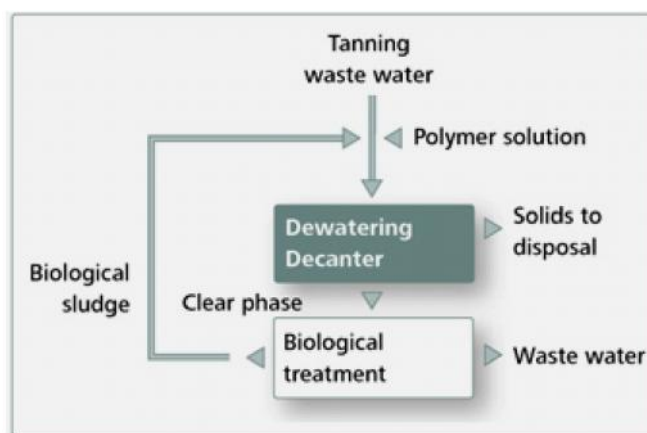 Tanning
waste water
Polymer solution
Dewatering
Decanter
Solids to
disposal
Biological
sludge
Clear phase
Biological
treatment
Waste water